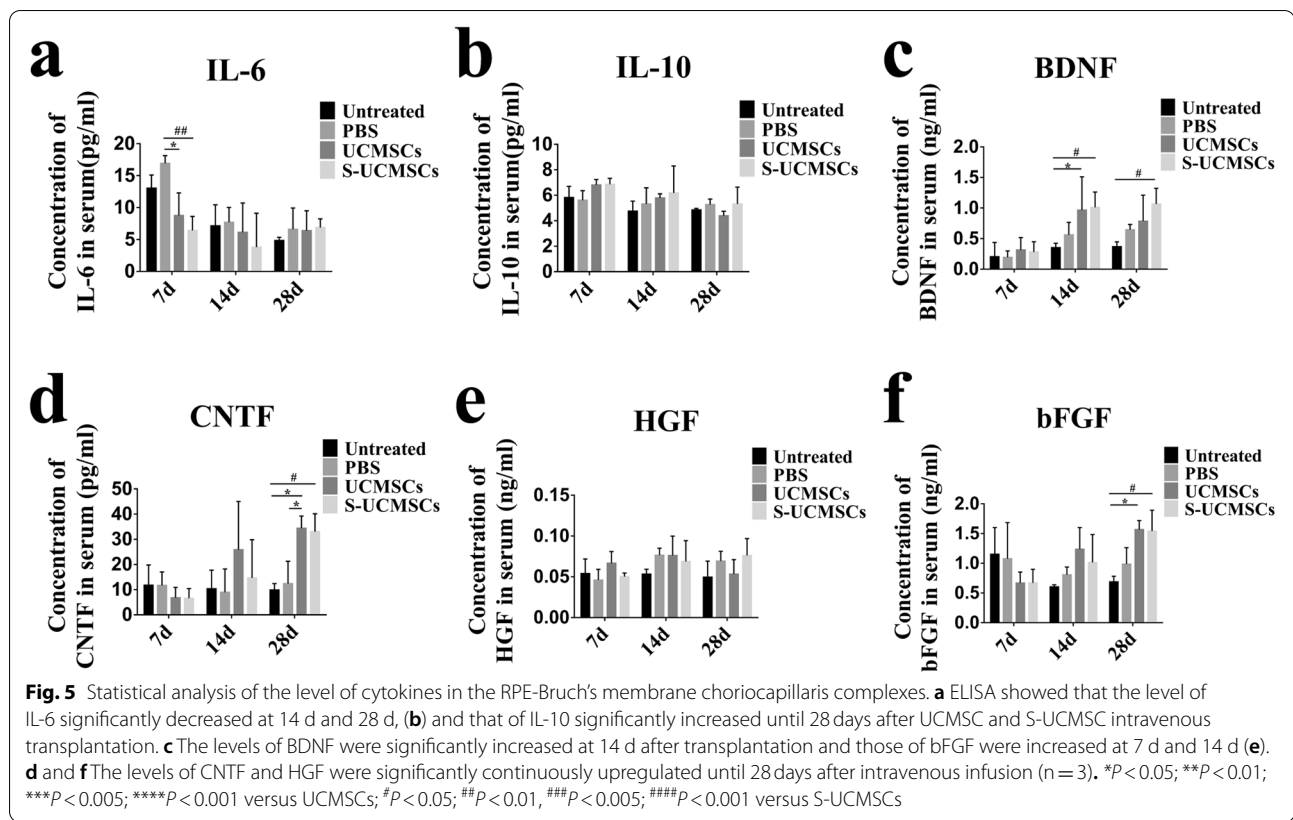 a
IL-6
Concentration of
IL-6 in serum(pg/ml)
Untreated
PBS
UCMSCs
S-UCMSCs
20
15
10
5
0
##
*
7d
14d
28d
b
IL-10
Concentration of
IL-10 in serum(pg/ml)
Untreated
PBS
UCMSCs
S-UCMSCs
10
8
6
4
2
0
7d
14d
28d
c
BDNF
Concentration of
BDNF in serum (ng/ml)
Untreated
PBS
UCMSCs
S-UCMSCs
2.0
1.5
1.0
0.5
0.0
#
*
#
7d
14d
28d
d
CNTF
Concentration of
CNTF in serum (pg/ml)
Untreated
PBS
UCMSCs
S-UCMSCs
50
40
30
20
10
0
#
*
*
7d
14d
28d
e
HGF
Concentration of
HGF in serum (ng/ml)
Untreated
PBS
UCMSCs
S-UCMSCs
0.15
0.10
0.05
0.00
7d
14d
28d
f
bFGF
Concentration of
bFGF in serum (ng/ml)
Untreated
PBS
UCMSCs
S-UCMSCs
2.0
1.5
1.0
0.5
0.0
#
*
7d
14d
28d
Fig. 5 Statistical analysis of the level of cytokines in the RPE-Bruch's membrane choriocapillaris complexes. a ELISA showed that the level of
IL-6 significantly decreased at 14 d and 28 d, (b) and that of IL-10 significantly increased until 28 days after UCMSC and S-UCMSC intravenous
transplantation. c The levels of BDNF were significantly increased at 14 d after transplantation and those of bFGF were increased at 7 d and 14 d (e).
d and f The levels of CNTF and HGF were significantly continuously upregulated until 28 days after intravenous infusion (n = 3). *P < 0.05; **P < 0.01;
***P < 0.005; ****P < 0.001 versus UCMSCs; #P < 0.05; ##P < 0.01, ###P < 0.005; ####P < 0.001 versus S-UCMSCs